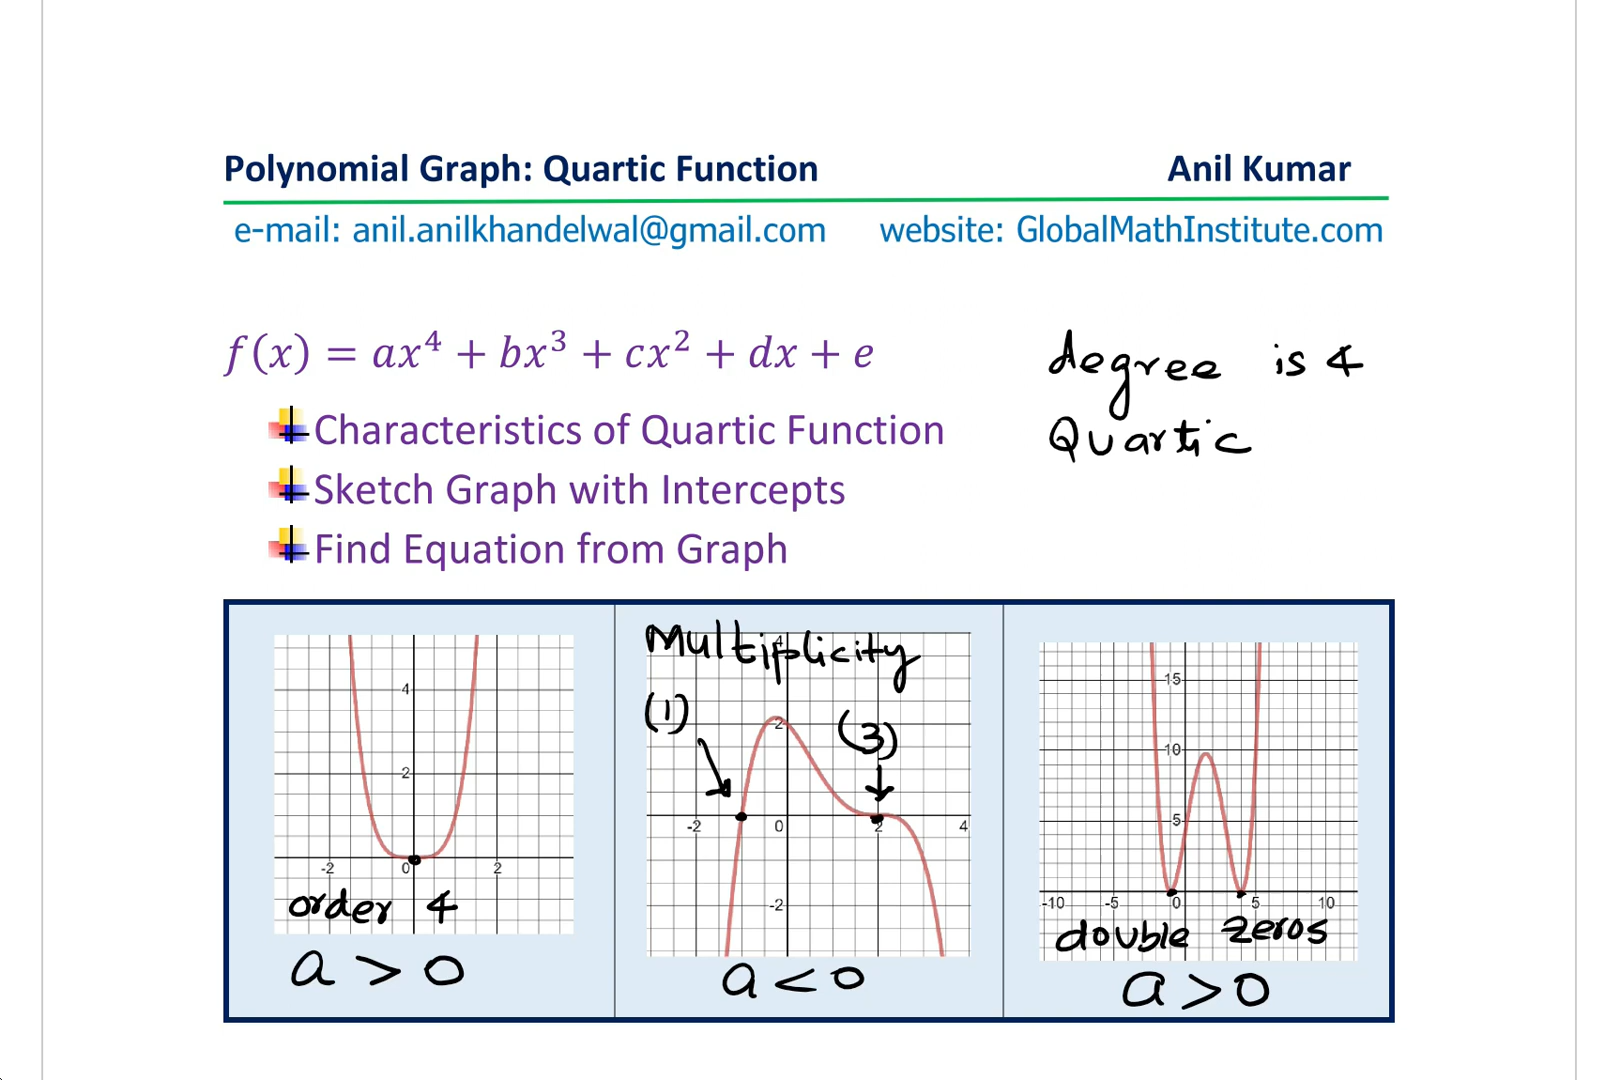 Polynomial Graph: Quartic Function Anil Kumar
e-mail: anil.anilkhandelwal@gmail.com website: GlobalMathInstitute.com
f(x) = ax⁴ + bx³ + cx² + dx + e
degree is 4
Characteristics of Quartic Function
Quartic
Sketch Graph with Intercepts
Find Equation from Graph
4
2
-2 0 2
order 4
a > 0
Multiplicity
4
(1)
2
(3)
-2 0 2 4
-2
a < 0
15
10
5
-10 -5 0 5 10
double zeros
a > 0